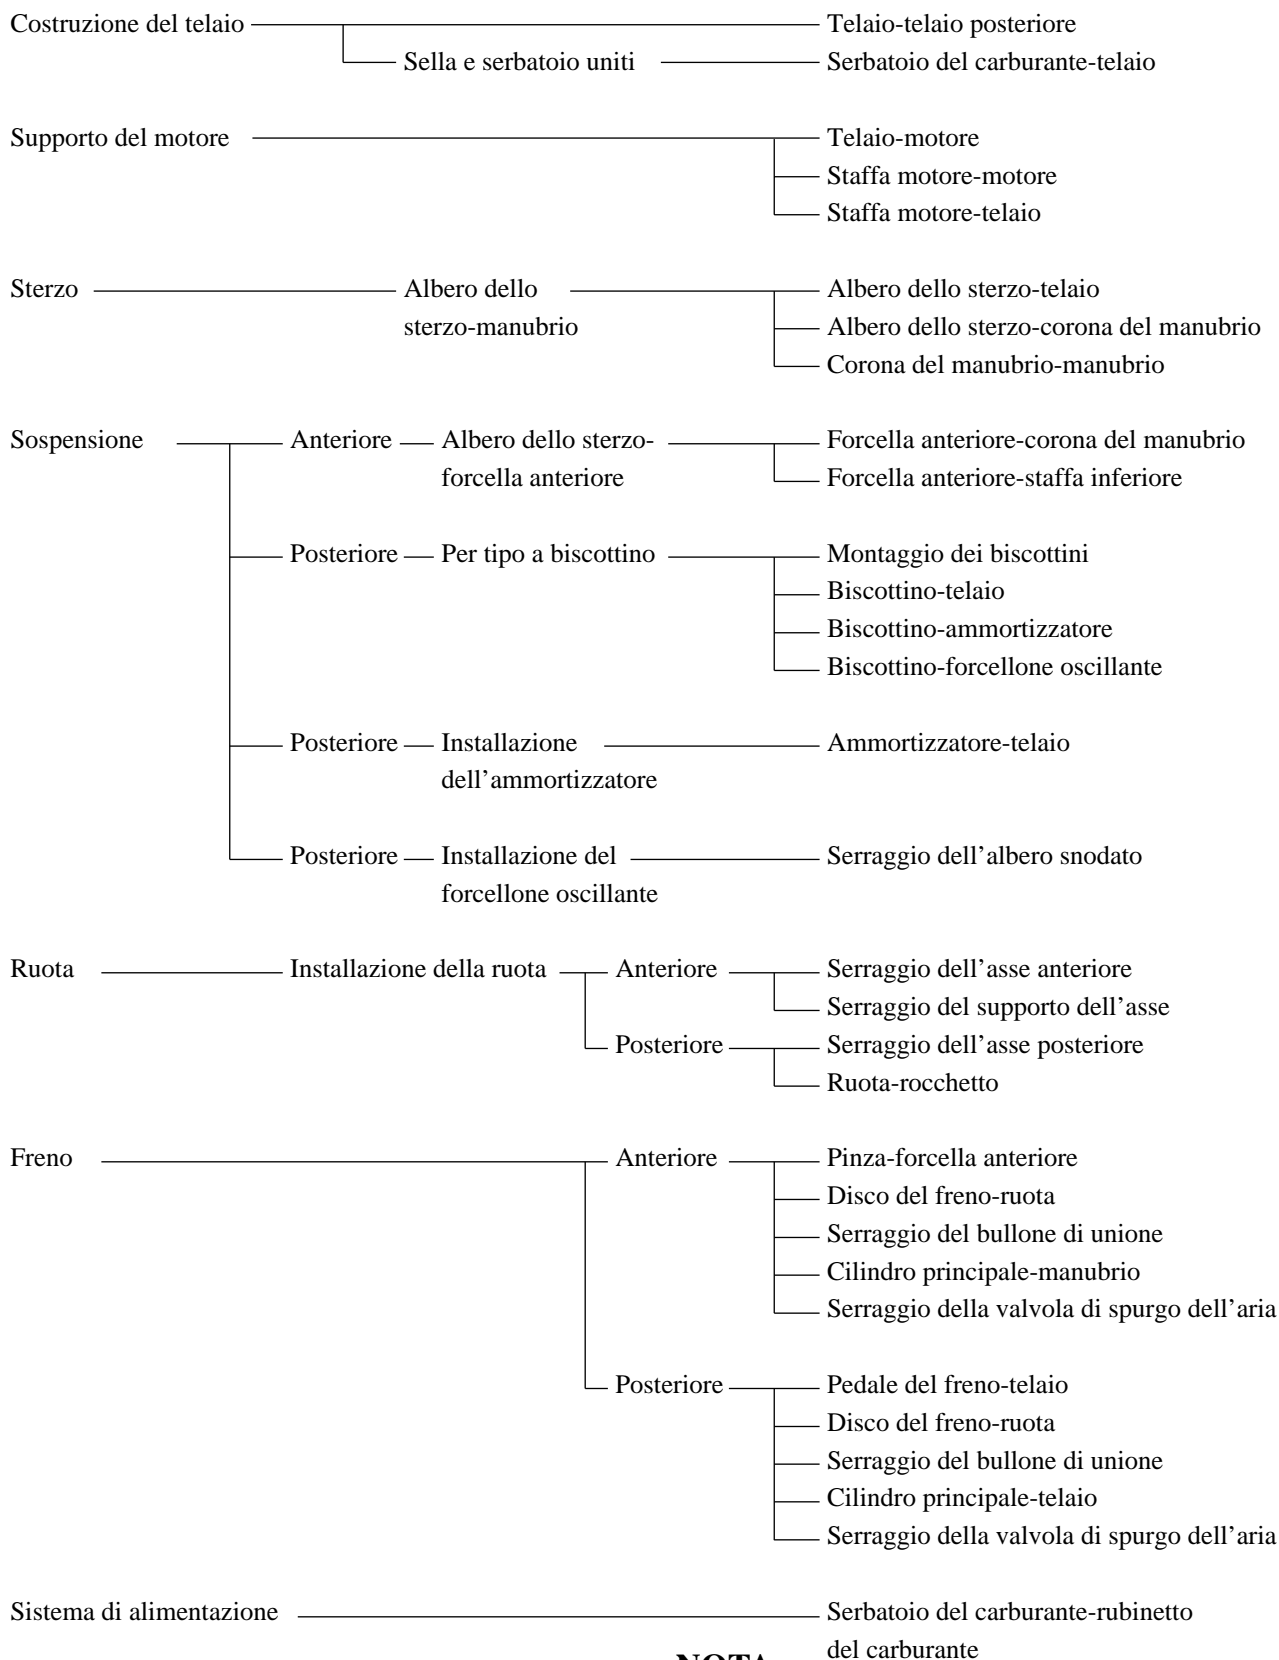 Costruzione del telaio Telaio-telaio posteriore
Sella e serbatoio uniti Serbatoio del carburante-telaio
Supporto del motore Telaio-motore
Staffa motore-motore
Staffa motore-telaio
Sterzo Albero dello Albero dello sterzo-telaio
sterzo-manubrio Albero dello sterzo-corona del manubrio
Corona del manubrio-manubrio
Sospensione Anteriore Albero dello sterzo- Forcella anteriore-corona del manubrio
forcella anteriore Forcella anteriore-staffa inferiore
Posteriore Per tipo a biscottino Montaggio dei biscottini
Biscottino-telaio
Biscottino-ammortizzatore
Biscottino-forcellone oscillante
Posteriore Installazione Ammortizzatore-telaio
dell’ammortizzatore
Posteriore Installazione del Serraggio dell’albero snodato
forcellone oscillante
Ruota Installazione della ruota Anteriore Serraggio dell’asse anteriore
Serraggio del supporto dell’asse
Posteriore Serraggio dell’asse posteriore
Ruota-rocchetto
Freno Anteriore Pinza-forcella anteriore
Disco del freno-ruota
Serraggio del bullone di unione
Cilindro principale-manubrio
Serraggio della valvola di spurgo dell’aria
Posteriore Pedale del freno-telaio
Disco del freno-ruota
Serraggio del bullone di unione
Cilindro principale-telaio
Serraggio della valvola di spurgo dell’aria
Sistema di alimentazione Serbatoio del carburante-rubinetto
del carburante
NOTA